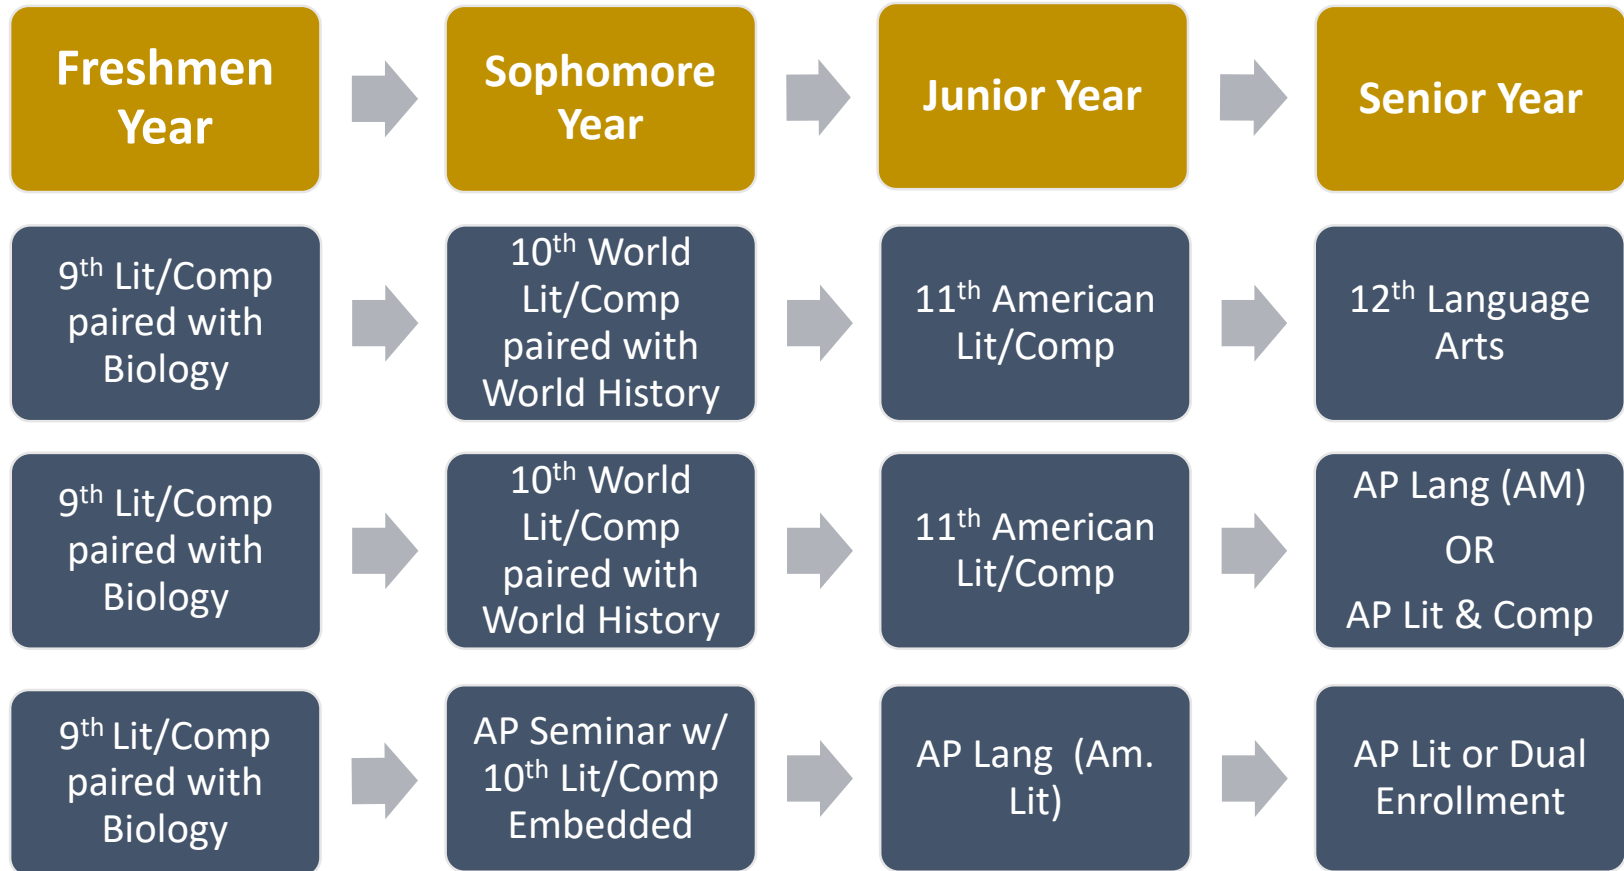 Freshmen
Year
Sophomore
Year
Junior Year
Senior Year
9th Lit/Comp
paired with
Biology
10th World
Lit/Comp
paired with
World History
11th American
Lit/Comp
12th Language
Arts
9th Lit/Comp
paired with
Biology
10th World
Lit/Comp
paired with
World History
11th American
Lit/Comp
AP Lang (AM)
OR
AP Lit & Comp
9th Lit/Comp
paired with
Biology
AP Seminar w/
10th Lit/Comp
Embedded
AP Lang (Am.
Lit)
AP Lit or Dual
Enrollment